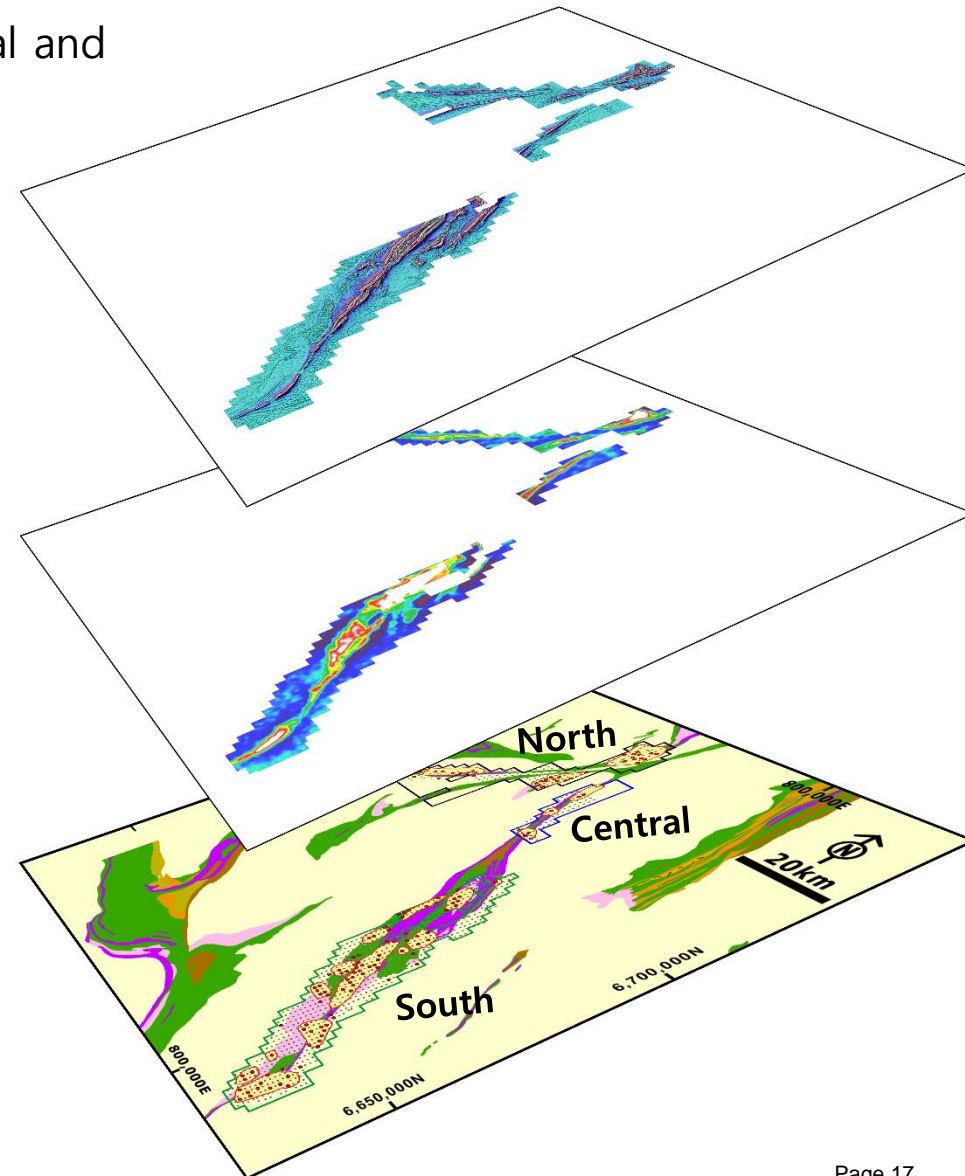 al and
North
Central
South
800,000E
N
20km
6,700,000N
800,000E
6,650,000N
Page 17